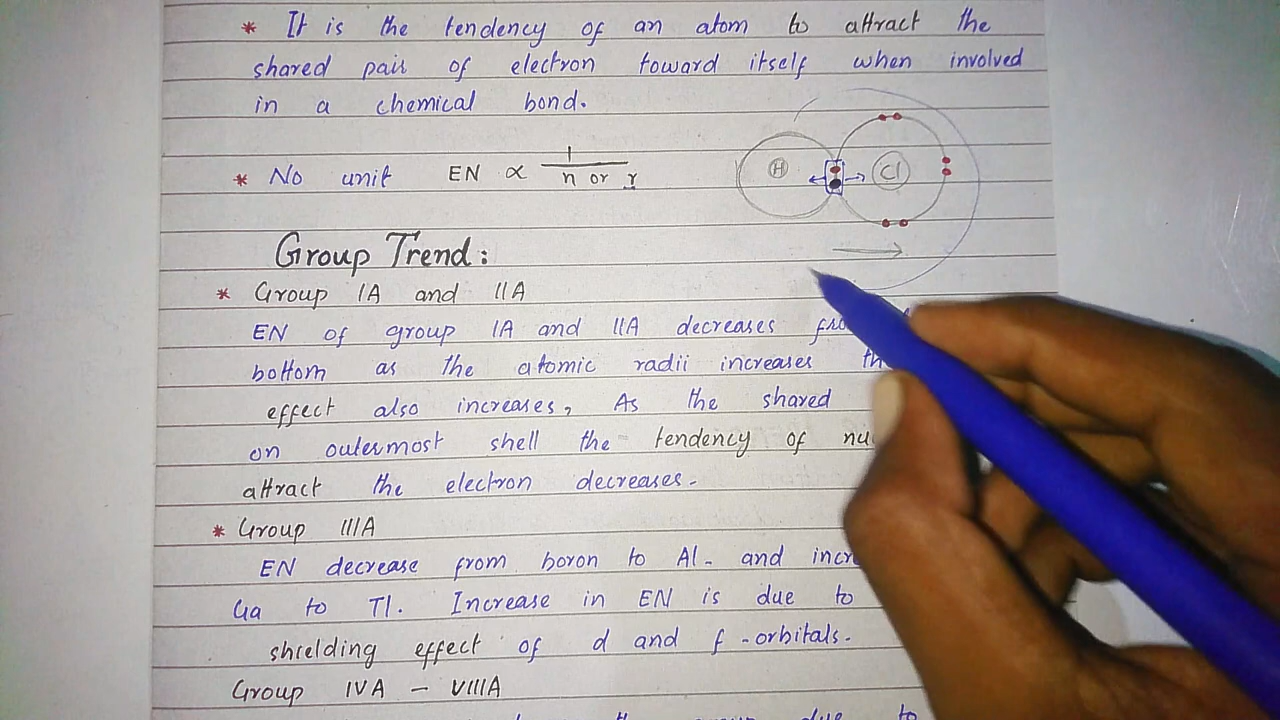 * It is the tendency of an atom to attract the
shared pair of electron toward itself when involved
in a chemical bond.
* No unit EN ∝ 1 / n or r
H Cl
Group Trend:
* Group IA and IIA
EN of group IA and IIA decreases
bottom as the atomic radii increases
effect also increases, As the shared
on outermost shell the tendency of
attract the electron decreases.
* Group IIIA
EN decrease from boron to Al- and
Ga to Tl. Increase in EN is due to
shielding effect of d and f -orbitals.
Group IVA - VIIIA